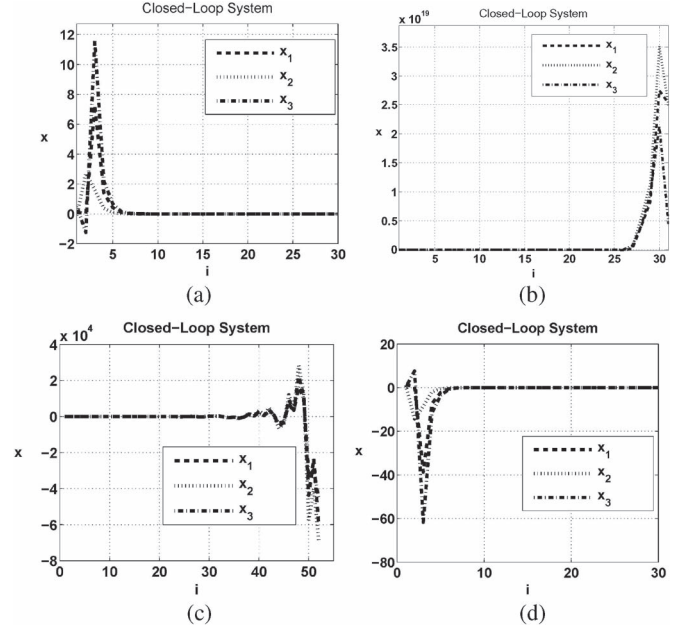 Closed-Loop System
12
10
8
6
4
2
0
−2
x
x1
x2
x3
5
10
15
20
25
30
i
(a)
Closed-Loop System
x 10^19
3.5
3
2.5
2
1.5
1
0.5
0
x
x1
x2
x3
5
10
15
20
25
30
i
(b)
Closed-Loop System
x 10^4
4
2
0
−2
−4
−6
−8
x
x1
x2
x3
0
10
20
30
40
50
i
(c)
Closed-Loop System
20
0
−20
−40
−60
−80
x
x1
x2
x3
0
10
20
30
i
(d)